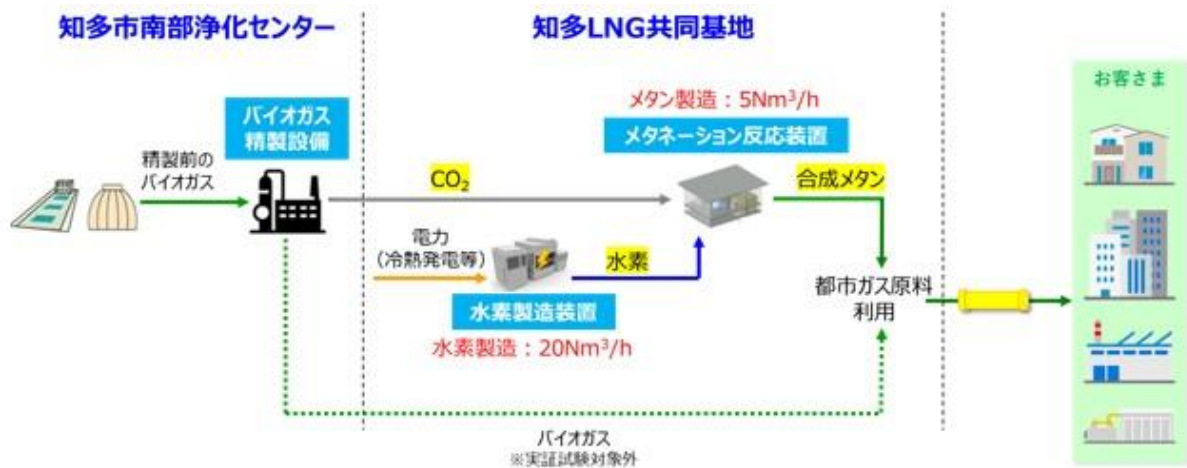 知多市南部浄化センター
知多LNG共同基地
お客さま
バイオガス
精製設備
精製前の
バイオガス
CO₂
メタン製造：5Nm³/h
メタネーション反応装置
合成メタン
電力
(冷熱発電等)
水素
水素製造装置
水素製造：20Nm³/h
都市ガス原料
利用
バイオガス
※実証試験対象外